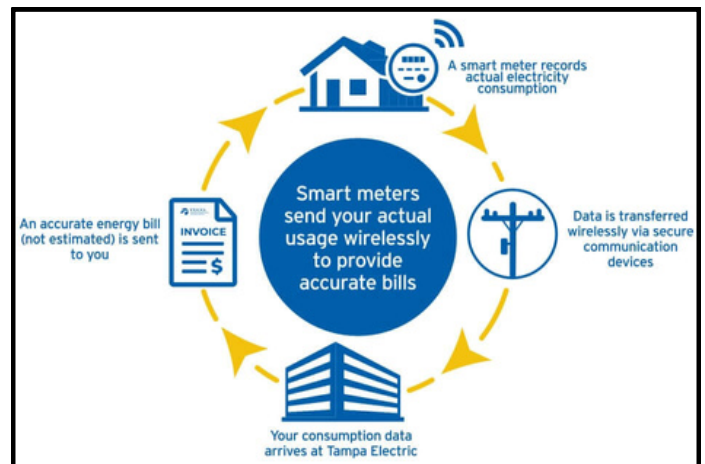 A smart meter records
actual electricity
consumption
Smart meters
send your actual
usage wirelessly
to provide
accurate bills
Data is transferred
wirelessly via secure
communication
devices
Your consumption data
arrives at Tampa Electric
An accurate energy bill
(not estimated) is sent
to you
INVOICE
$